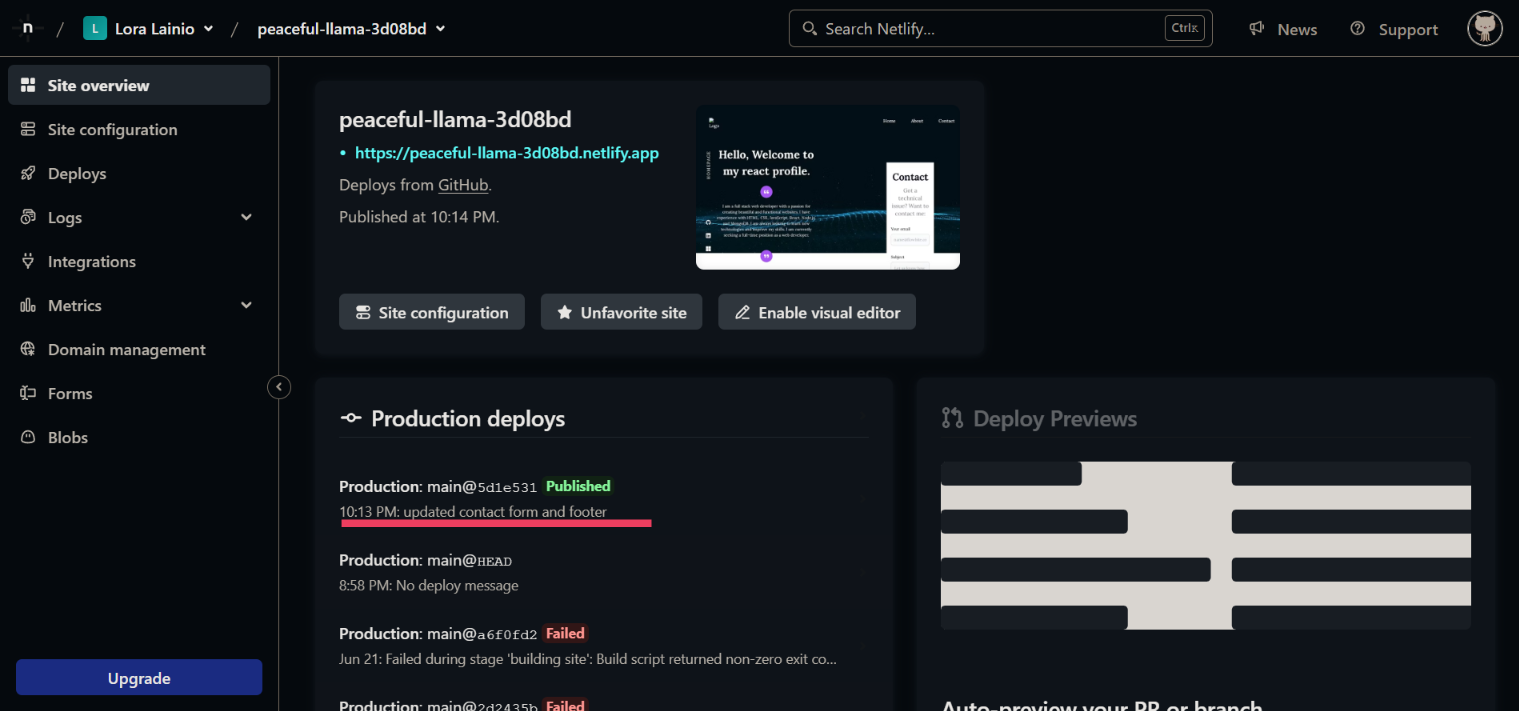 n / L Lora Lainio / peaceful-llama-3d08bd
Search Netlify... Ctrl
News
Support
Site overview
Site configuration
Deploys
Logs
Integrations
Metrics
Domain management
Forms
Blobs
Upgrade
peaceful-llama-3d08bd
• https://peaceful-llama-3d08bd.netlify.app
Deploys from GitHub.
Published at 10:14 PM.
Logo
Home About Contact
HOMEPAGE
Hello, Welcome to
my react profile.
Contact
Got a
technical
issue? Want to
contact me
Your email
Subject
Site configuration
Unfavorite site
Enable visual editor
Production deploys
Production: main@5d1e531 Published
10:13 PM: updated contact form and footer
Production: main@HEAD
8:58 PM: No deploy message
Production: main@a6f0fd2 Failed
Jun 21: Failed during stage 'building site': Build script returned non-zero exit co...
Production: main@2d2435b Failed
Deploy Previews
Auto-preview your PR or branch